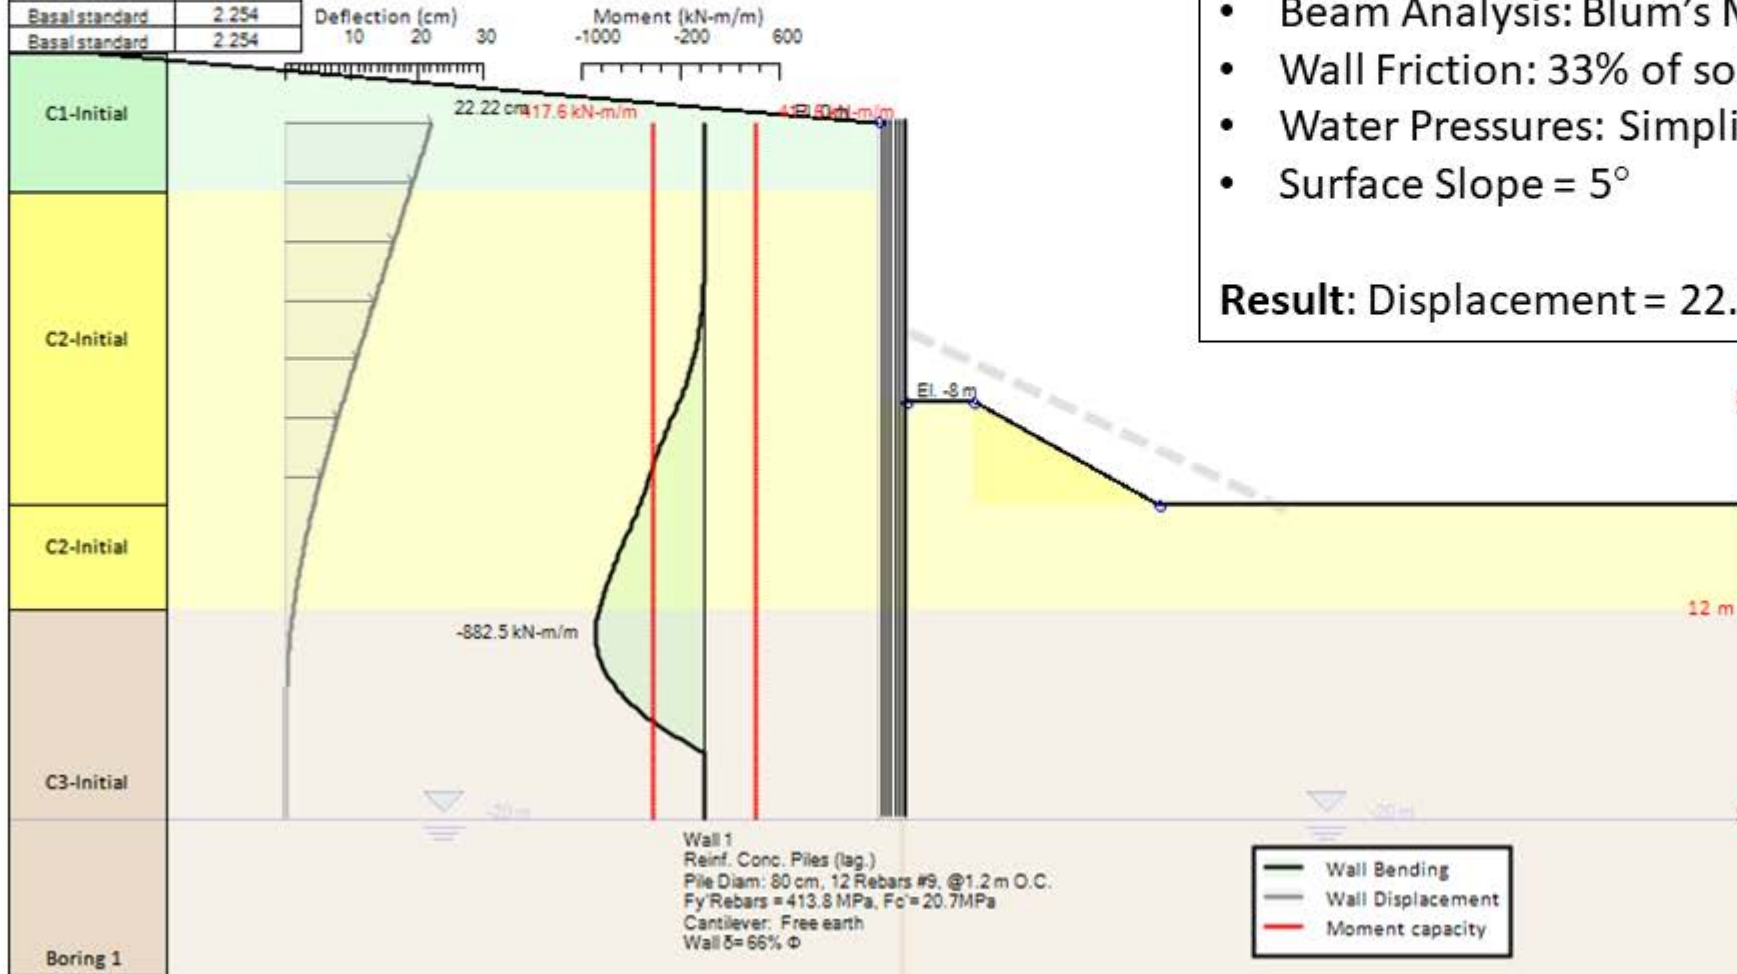 Basal standard 2.254
Basal standard 2.254
Deflection (cm)
10 20 30
Moment (kN-m/m)
-1000 -200 600
• Beam Analysis: Blum's M
• Wall Friction: 33% of so
• Water Pressures: Simpli
• Surface Slope = 5°
Result: Displacement = 22.
C1-Initial
22.22 cm
417.6 kN-m/m
kN-m/m
C2-Initial
El. -8 m
C2-Initial
12 m
-882.5 kN-m/m
C3-Initial
-20 m
-20 m
Wall 1
Reinf. Conc. Piles (lag.)
Pile Diam: 80 cm, 12 Rebars #9, @1.2 m O.C.
Fy'Rebars = 413.8 MPa, Fc'= 20.7MPa
Cantilever: Free earth
Wall δ= 66% Φ
Wall Bending
Wall Displacement
Moment capacity
Boring 1